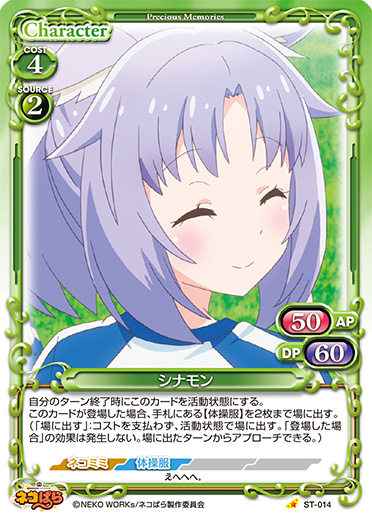 Precious Memories
Character
COST
4
SOURCE
2
50 AP
DP 60
シナモン
自分のターン終了時にこのカードを活動状態にする。
このカードが登場した場合、手札にある【体操服】を2枚まで場に出す。
(「場に出す」:コストを支払わず、活動状態で場に出す。「登場した場
合」の効果は発生しない。場に出たターンからアプローチできる。)
ネコミミ 体操服
えへへへ。
ネコぱら
©NEKO WORKs/ネコぱら製作委員会
ST-014